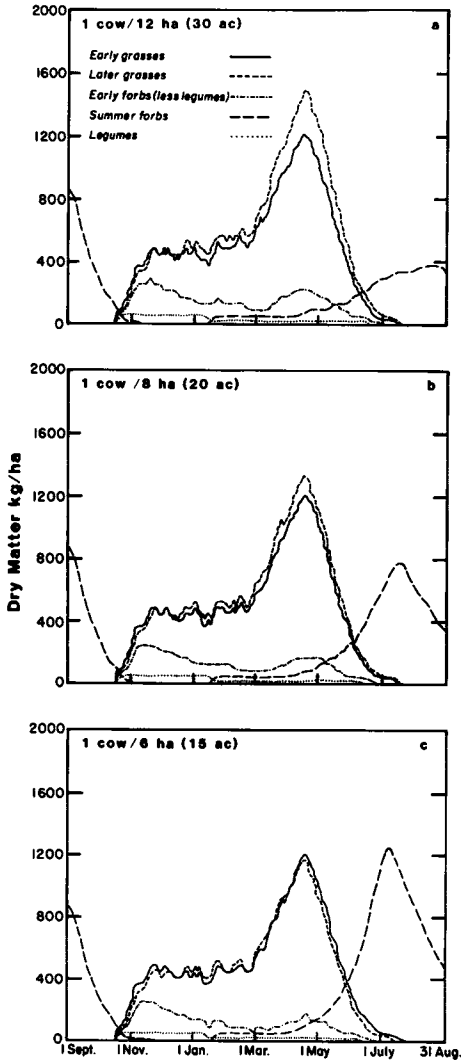 2000
1 cow/12 ha (30 ac)
a
Early grasses
Later grasses
Early forbs (less legumes)
Summer forbs
Legumes
1600
1200
800
400
0
2000
1 cow /8 ha (20 ac)
b
1600
1200
800
400
0
Dry Matter kg/ha
2000
1 cow/6 ha (15 ac)
c
1600
1200
800
400
0
1 Sept. 1 Nov. 1 Jan. 1 Mar. 1 May 1 July 31 Aug.